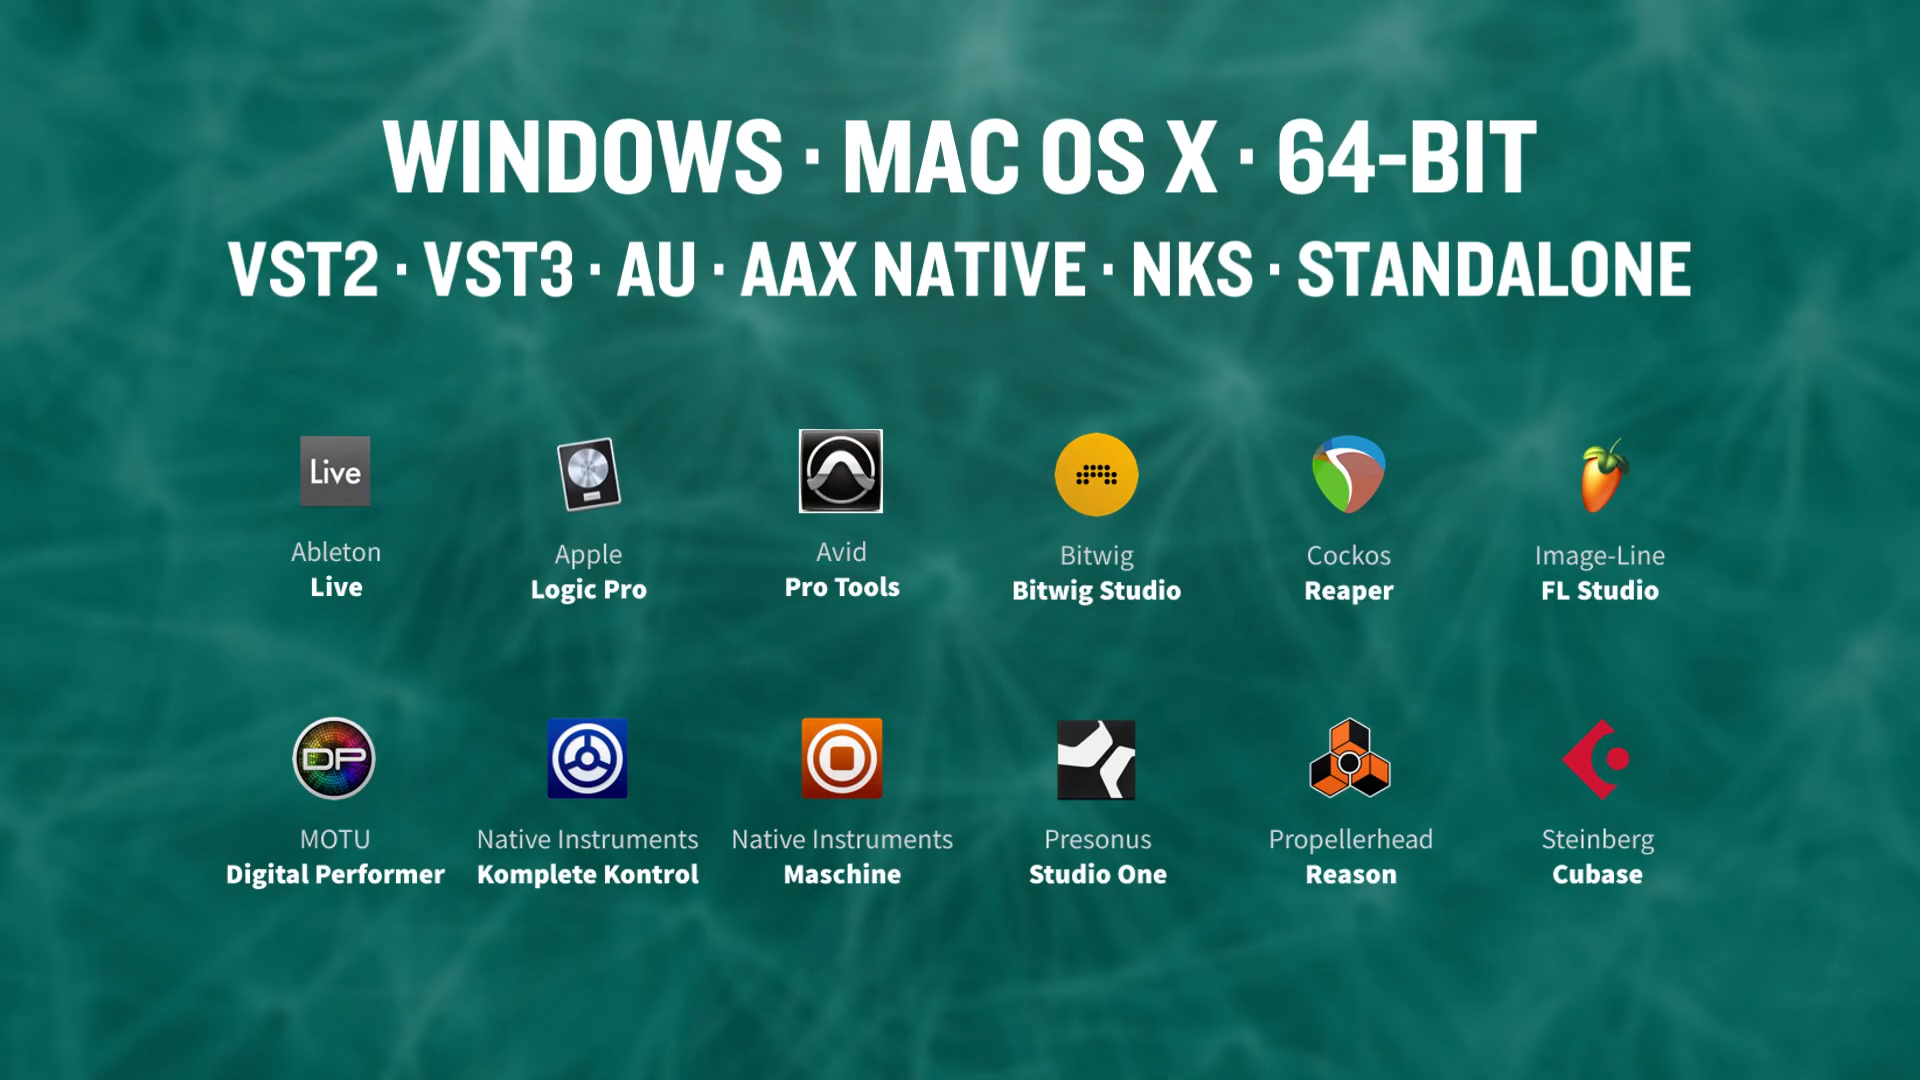 WINDOWS · MAC OS X · 64-BIT
VST2 · VST3 · AU · AAX NATIVE · NKS · STANDALONE
Live
Ableton
Live
Apple
Logic Pro
Avid
Pro Tools
Bitwig
Bitwig Studio
Cockos
Reaper
Image-Line
FL Studio
DP
MOTU
Digital Performer
Native Instruments
Komplete Kontrol
Native Instruments
Maschine
Presonus
Studio One
Propellerhead
Reason
Steinberg
Cubase